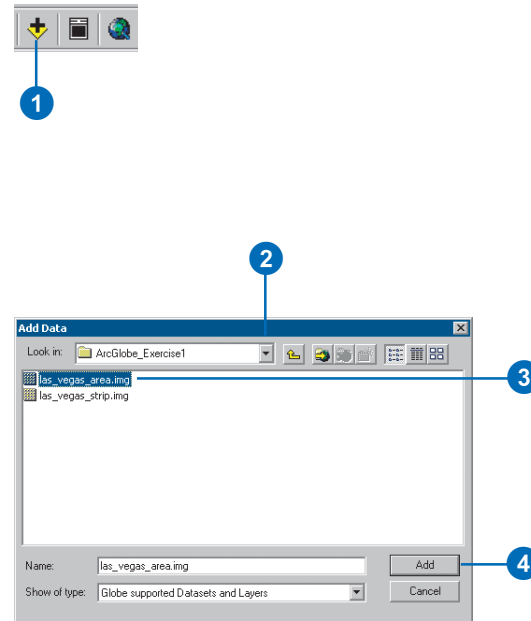 1
2
Add Data
Look in: ArcGlobe_Exercise1
las_vegas_area.img
3
las_vegas_strip.img
Name: las_vegas_area.img Add
4
Show of type: Globe supported Datasets and Layers Cancel